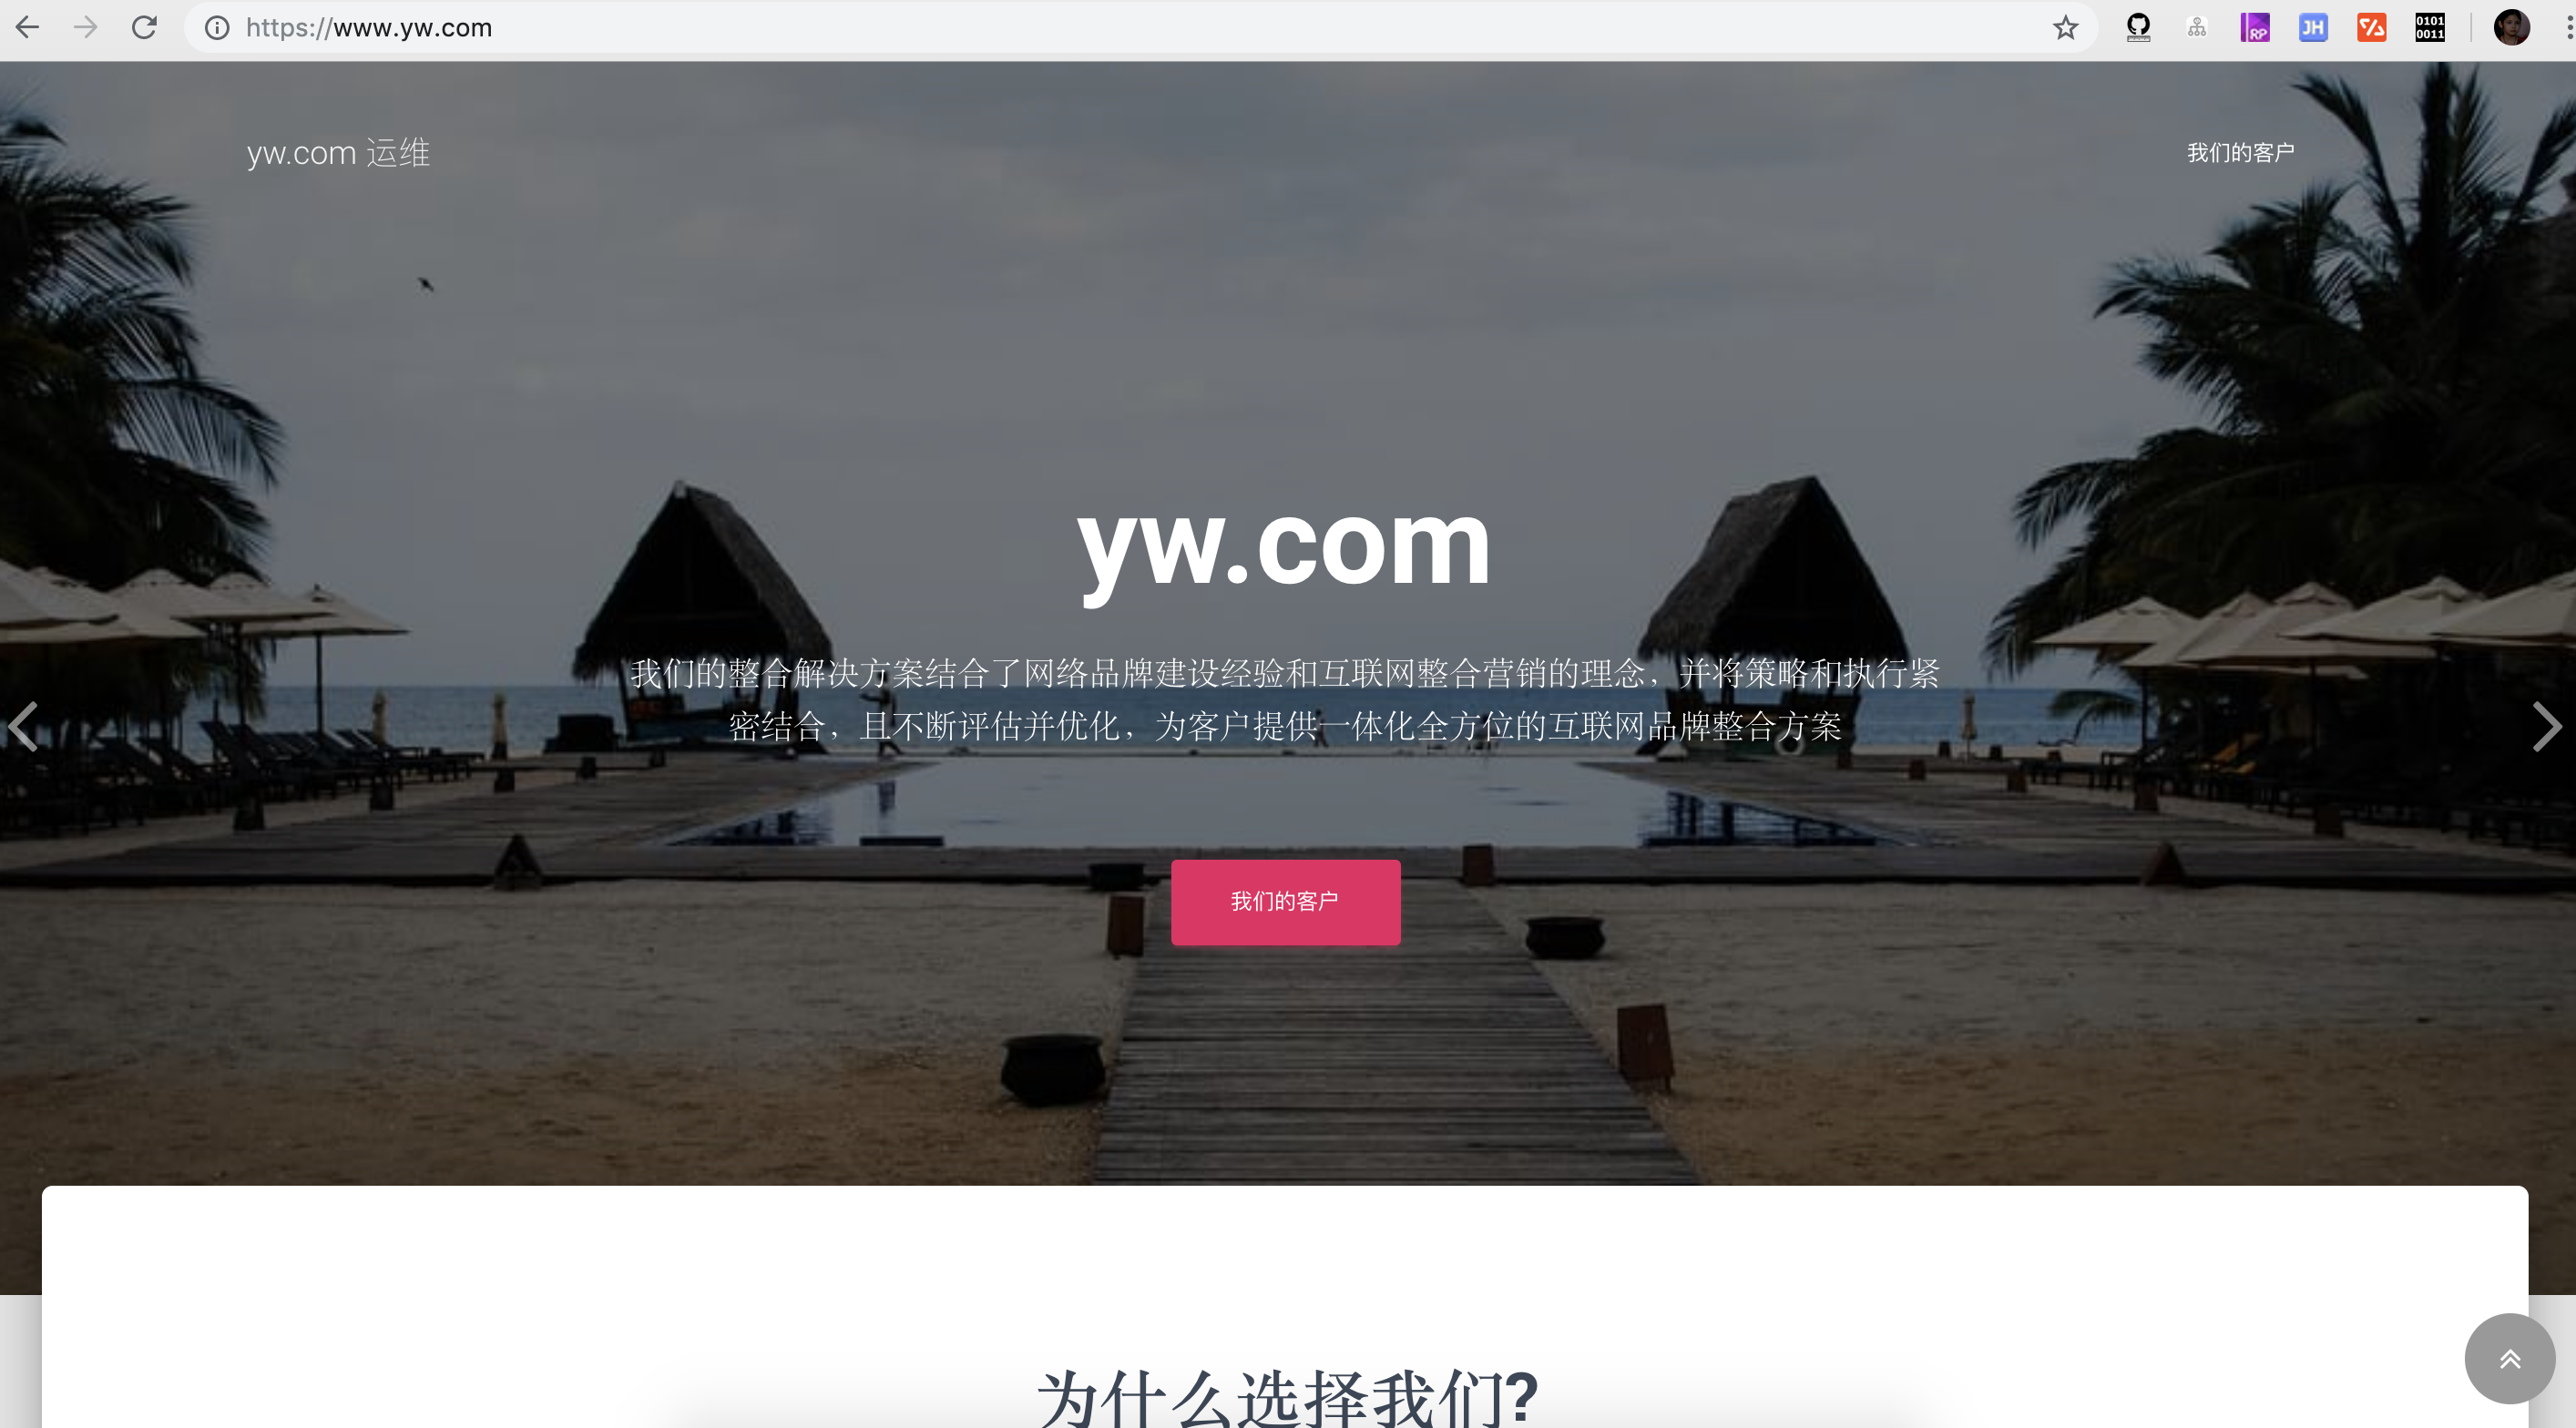 https://www.yw.com
RP
JH
0101
0011
yw.com 运维
我们的客户
yw.com
我们的整合解决方案结合了网络品牌建设经验和互联网整合营销的理念，并将策略和执行紧
密结合，且不断评估并优化，为客户提供一体化全方位的互联网品牌整合方案
我们的客户
为什么选择我们?